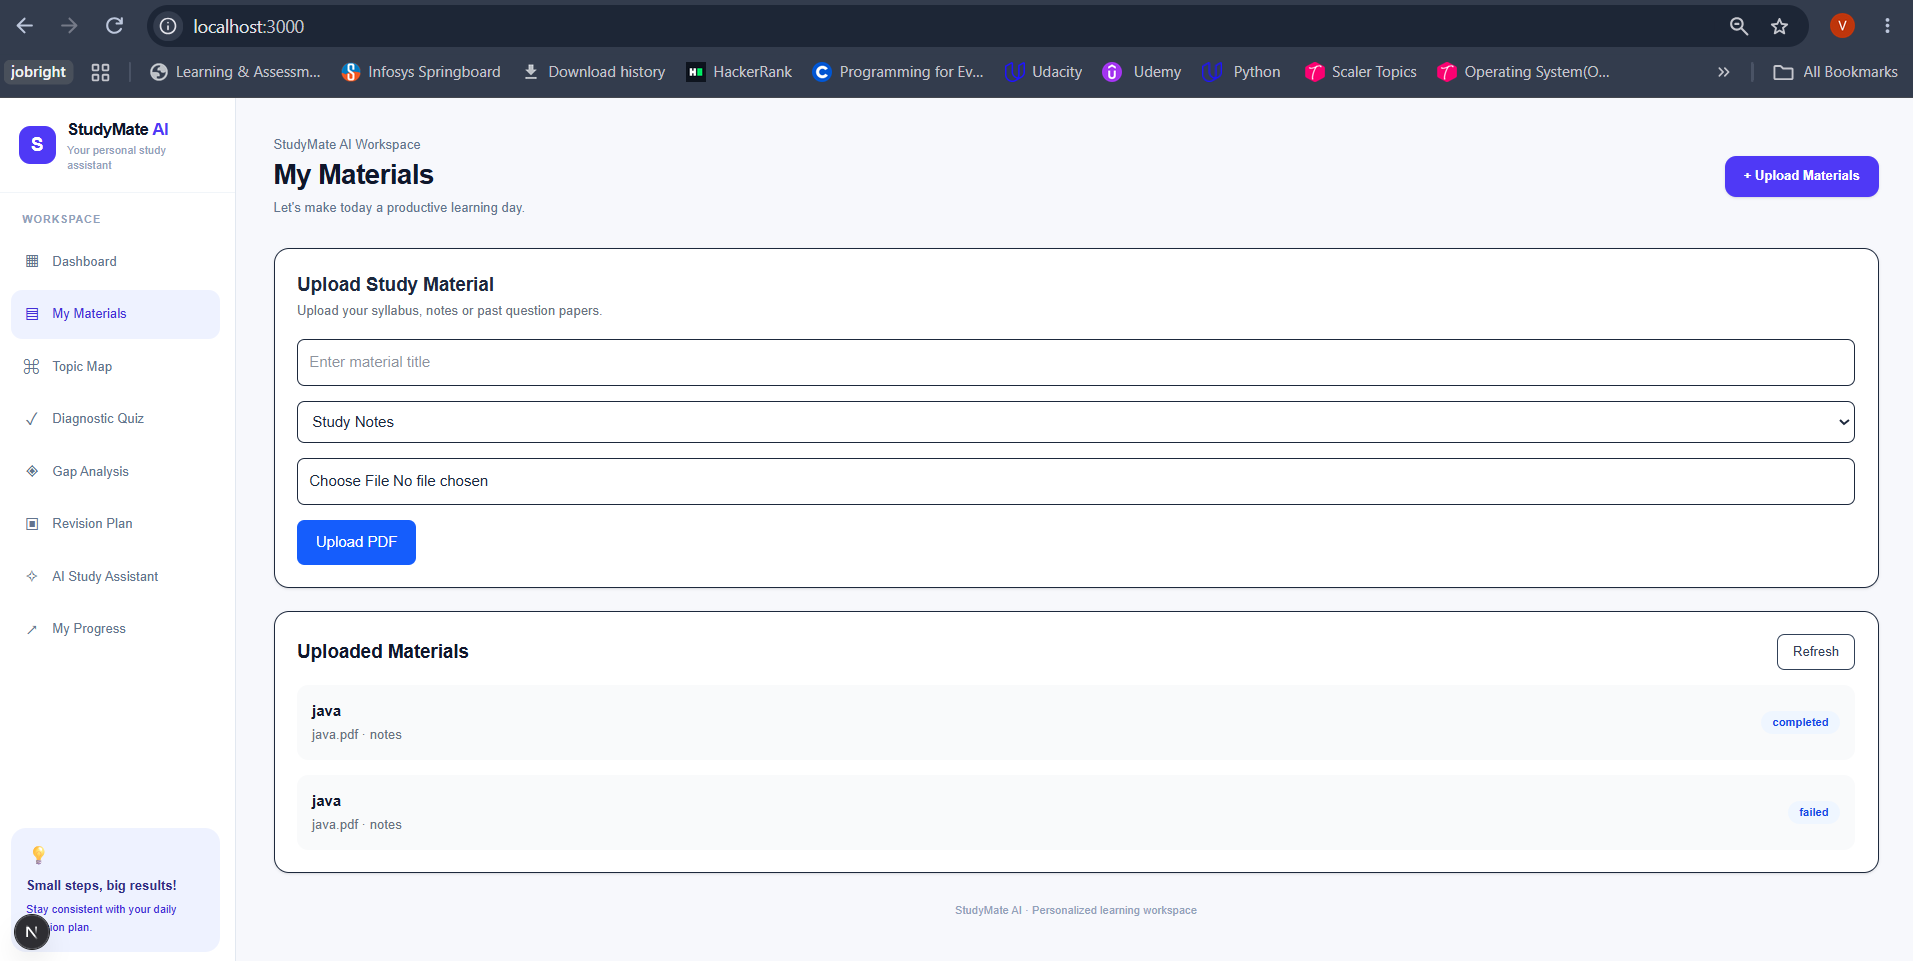 localhost:3000
V
jobright
Learning & Assessm...
Infosys Springboard
Download history
HackerRank
Programming for Ev...
Udacity
Udemy
Python
Scaler Topics
Operating System(O...
All Bookmarks
S
StudyMate AI
Your personal study
assistant
WORKSPACE
Dashboard
My Materials
Topic Map
Diagnostic Quiz
Gap Analysis
Revision Plan
AI Study Assistant
My Progress
Small steps, big results!
Stay consistent with your daily
ion plan.
N
StudyMate AI Workspace
My Materials
Let's make today a productive learning day.
+ Upload Materials
Upload Study Material
Upload your syllabus, notes or past question papers.
Enter material title
Study Notes
Choose File No file chosen
Upload PDF
Uploaded Materials
Refresh
java
java.pdf · notes
completed
java
java.pdf · notes
failed
StudyMate AI · Personalized learning workspace